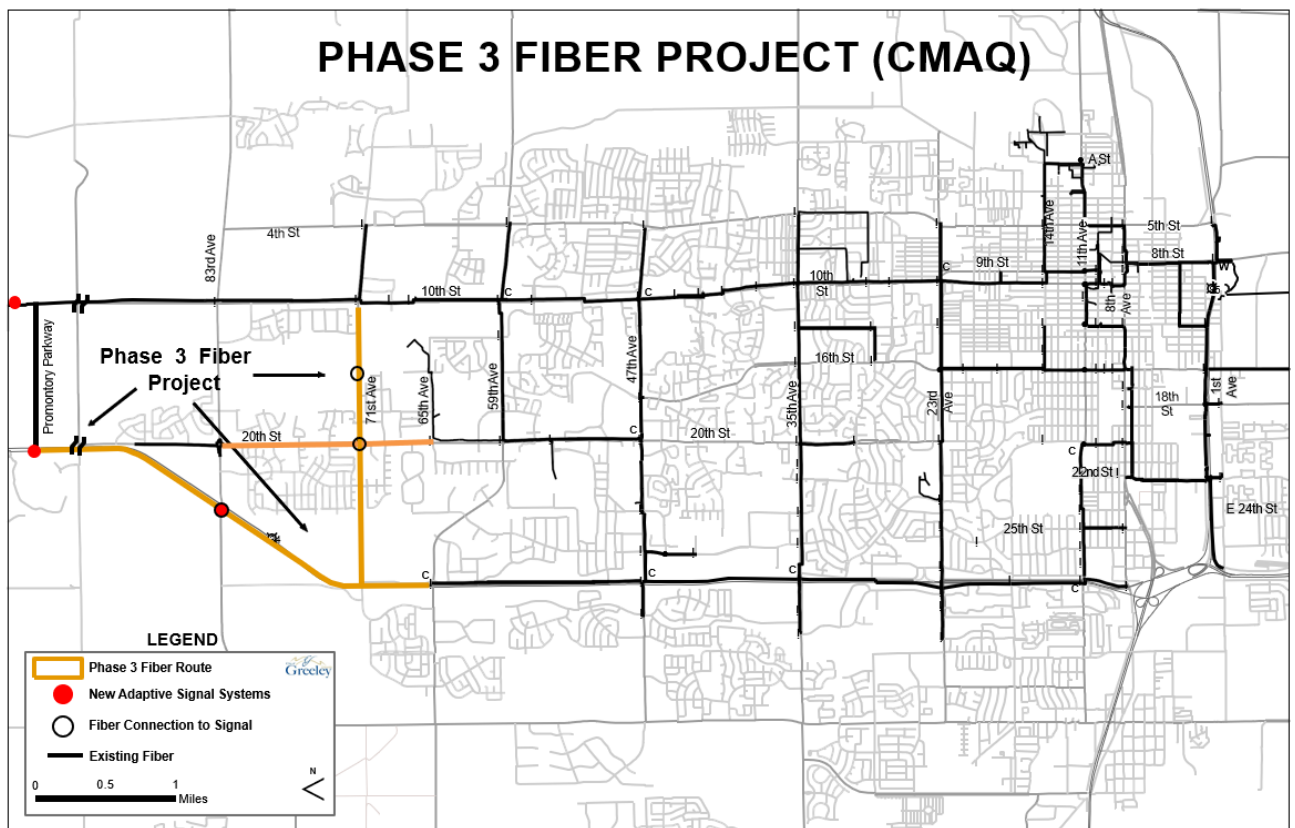 PHASE 3 FIBER PROJECT (CMAQ)
A St
14th Ave
11th Ave
5th St
4th St
83rd Ave
8th St
9th St
W
10th
St
C
10th St
C
C
8th
Ave
Promontory Parkway
Phase 3 Fiber
Project
71st Ave
65th Ave
59th Ave
47th Ave
16th St
35th Ave
23rd
Ave
18th
St
1st
Ave
20th St
C
20th St
C
22nd St
25th St
E 24th St
C
C
C
C
LEGEND
Phase 3 Fiber Route
Greeley
New Adaptive Signal Systems
Fiber Connection to Signal
Existing Fiber
0 0.5 1
Miles
N